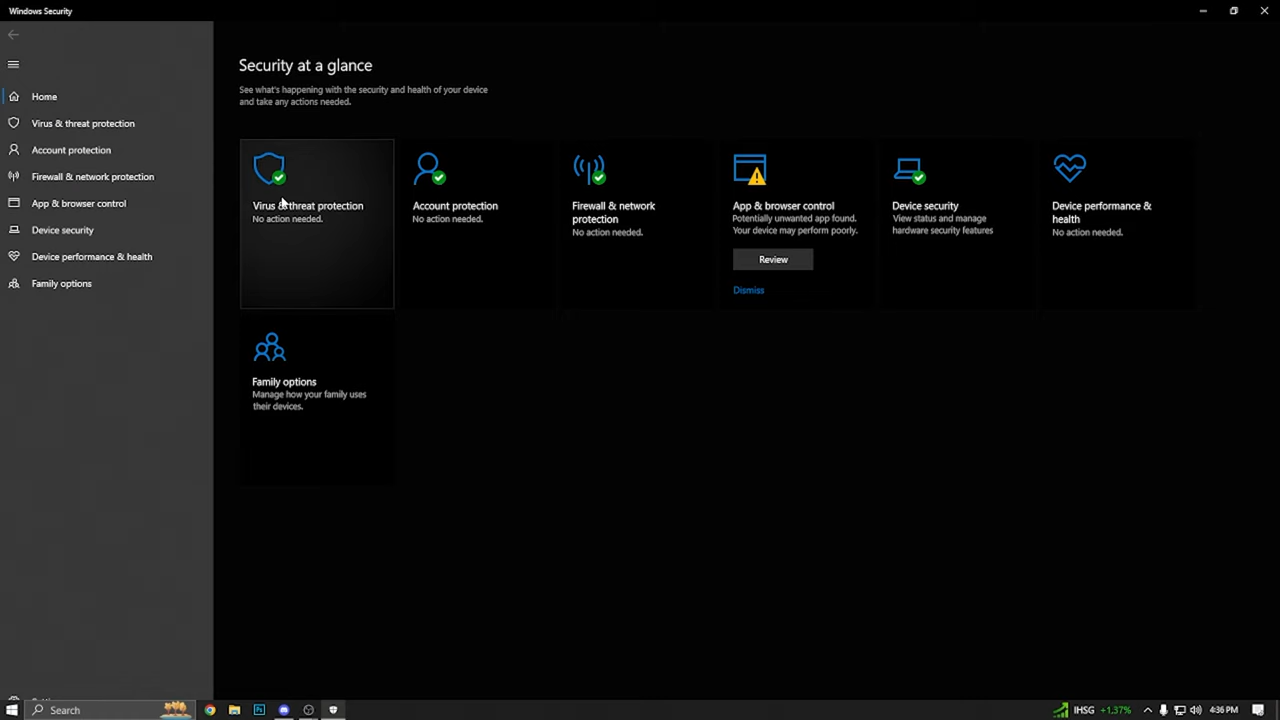 Windows Security
Home
Virus & threat protection
Account protection
Firewall & network protection
App & browser control
Device security
Device performance & health
Family options
Security at a glance
See what's happening with the security and health of your device
and take any actions needed.
Virus & threat protection
No action needed.
Account protection
No action needed.
Firewall & network
protection
No action needed.
App & browser control
Potentially unwanted app found.
Your device may perform poorly.
Review
Dismiss
Device security
View status and manage
hardware security features
Device performance &
health
No action needed.
Family options
Manage how your family uses
their devices.
Search
IHSG +1.37%
4:36 PM